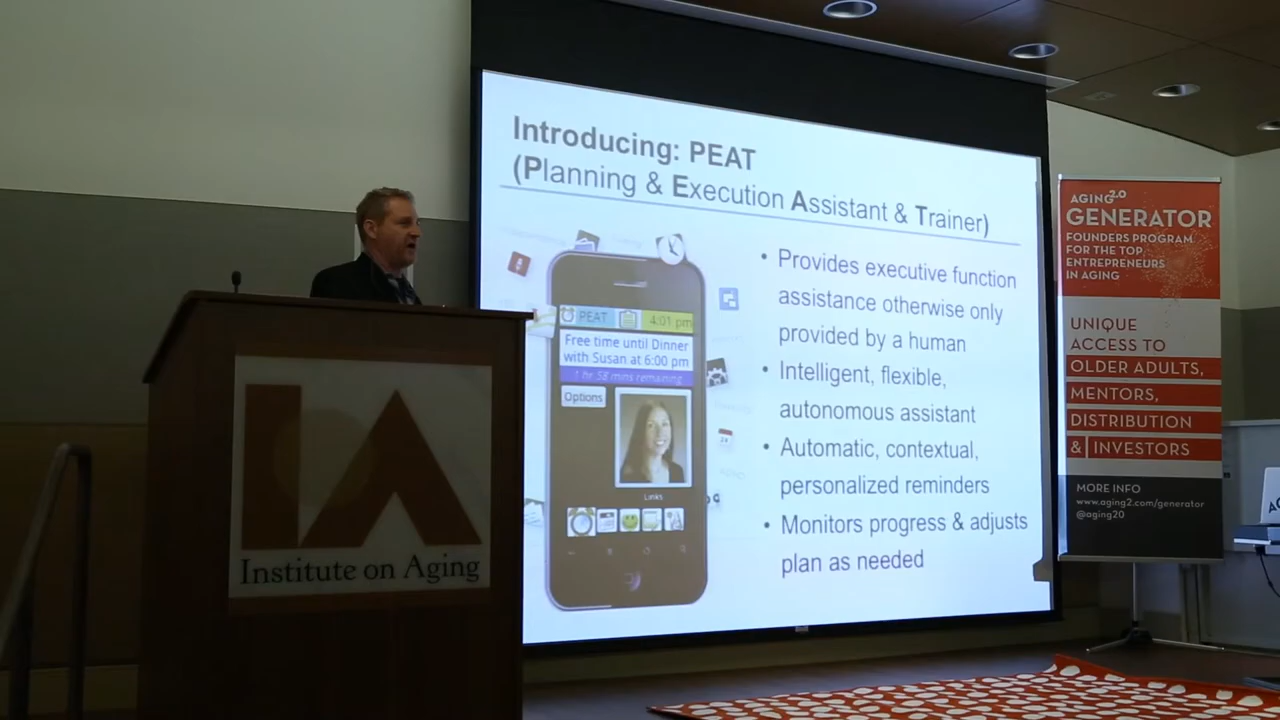 Introducing: PEAT
(Planning & Execution Assistant & Trainer)
PEAT
4:01 pm
Free time until Dinner
with Susan at 6:00 pm
1 hr 58 mins remaining
Options
Links
• Provides executive function
assistance otherwise only
provided by a human
• Intelligent, flexible,
autonomous assistant
• Automatic, contextual,
personalized reminders
• Monitors progress & adjusts
plan as needed
IA
Institute on Aging
AGING2.0
GENERATOR
FOUNDERS PROGRAM
FOR THE TOP
ENTREPRENEURS
IN AGING
UNIQUE
ACCESS TO
OLDER ADULTS,
MENTORS,
DISTRIBUTION
& INVESTORS
MORE INFO
www.aging2.com/generator
@aging20